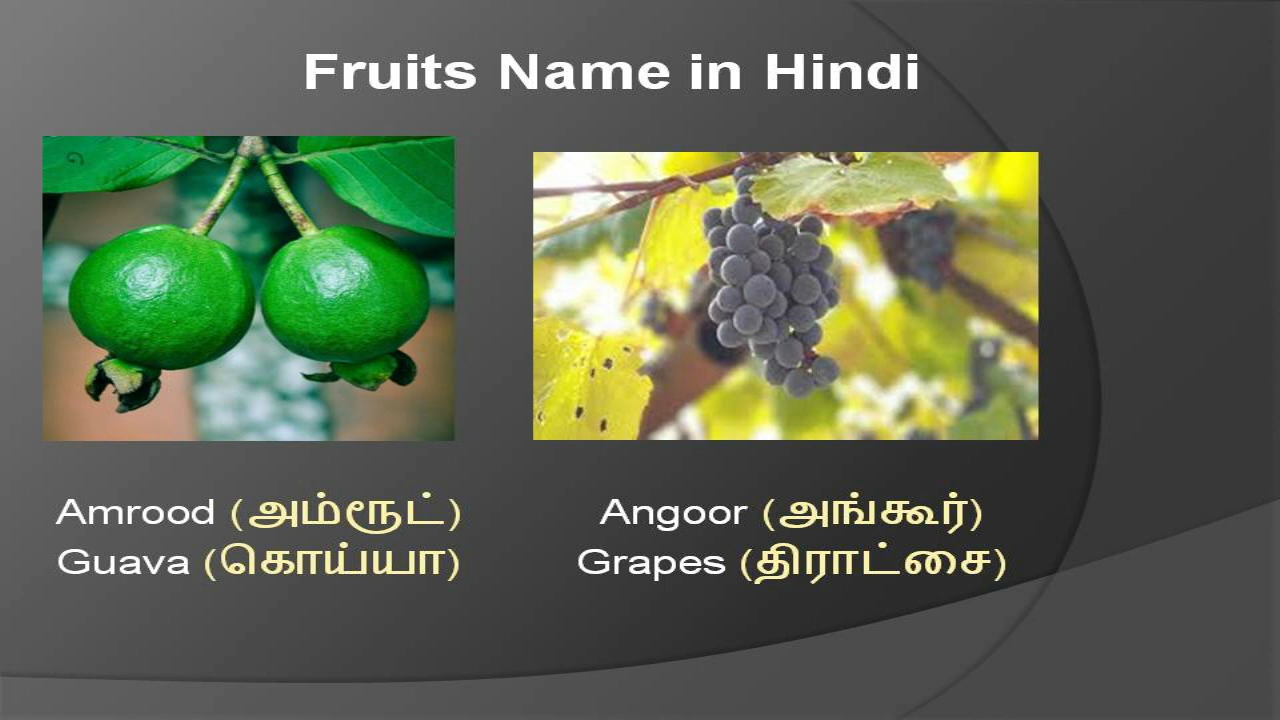 Fruits Name in Hindi
Amrood (அம்ரூட்)
Guava (கொய்யா)
Angoor (அங்கூர்)
Grapes (திராட்சை)